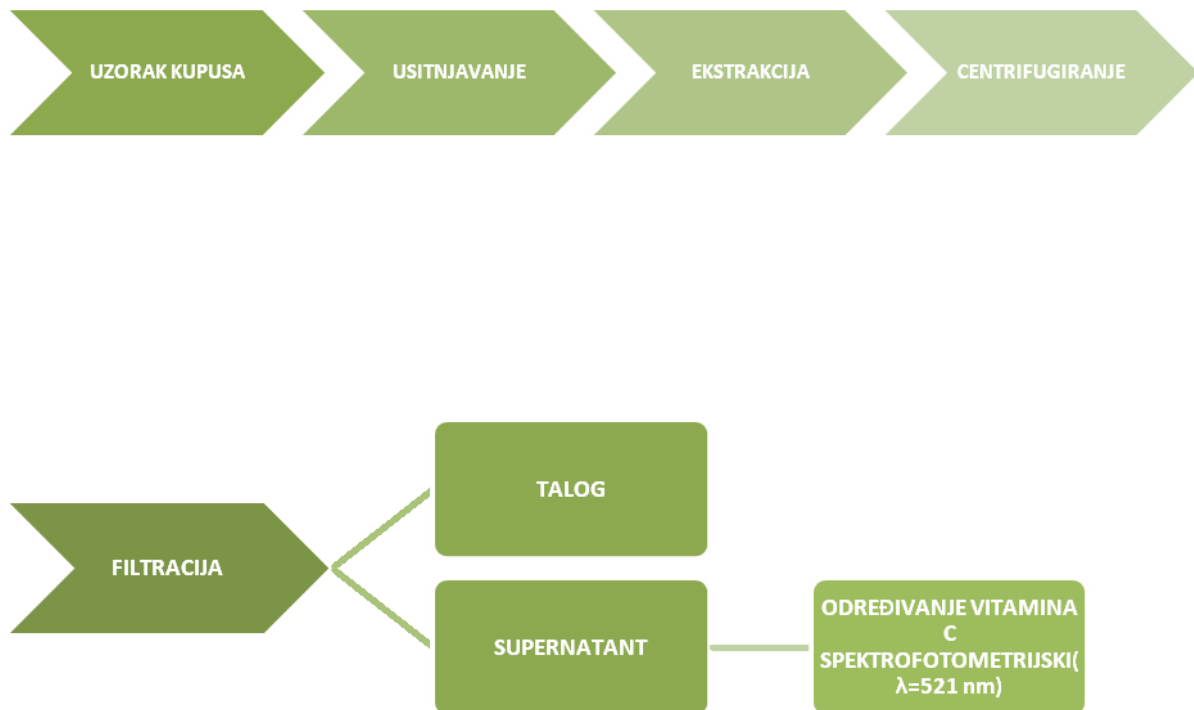 UZORAK KUPUSA
USITNJAVANJE
EKSTRAKCIJA
CENTRIFUGIRANJE
FILTRACIJA
TALOG
SUPERNATANT
ODREĐIVANJE VITAMINA
C
SPEKTROFOTOMETRIJSKI(
λ=521 nm)